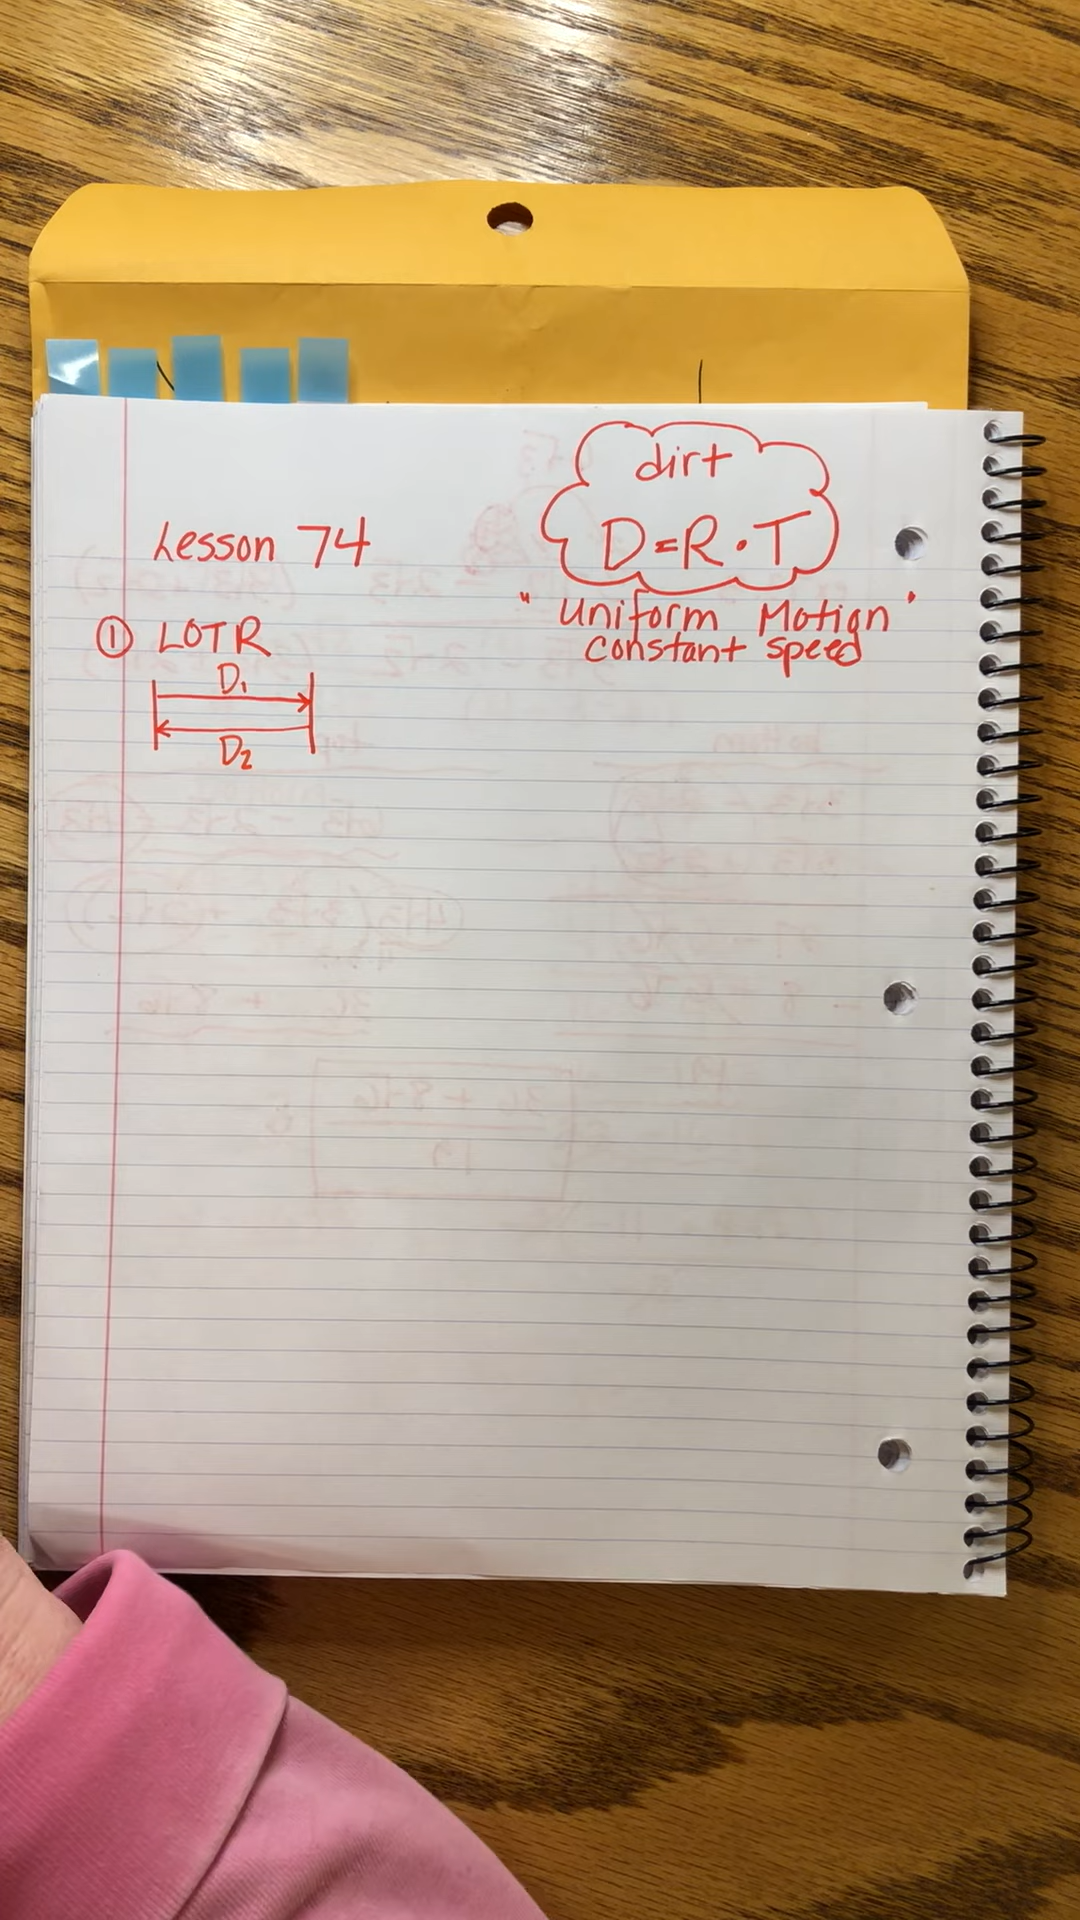 dirt
D=R·T
Lesson 74
"Uniform Motion"
constant speed
① LOTR
D₁
D₂